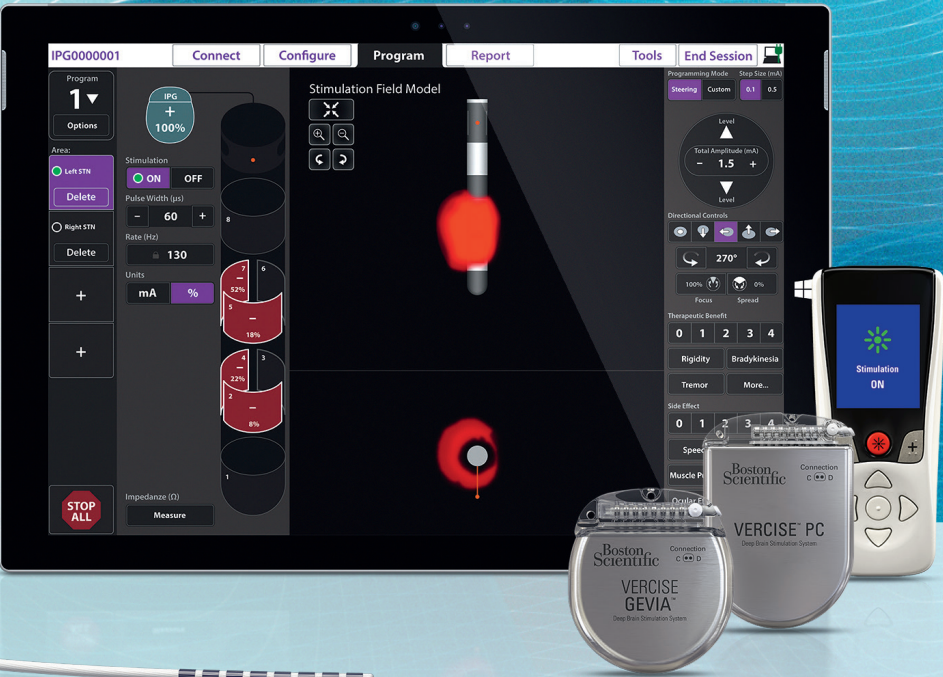 IPG0000001
Connect
Configure
Program
Report
Tools
End Session
Program
1
Options
Area:
Left STN
Delete
Right STN
Delete
+
+
STOP
ALL
IPG
+
100%
Stimulation
ON OFF
Pulse Width (µs)
- 60 +
Rate (Hz)
130
Units
mA %
Impedance (Ω)
Measure
8
7 6
-
52%
5
-
18%
4 3
-
22%
2
-
8%
1
Stimulation Field Model
Programming Mode
Steering Custom
Step Size (mA)
0.1 0.5
Level
Total Amplitude (mA)
- 1.5 +
Level
Directional Controls
270°
100% 0%
Focus Spread
Therapeutic Benefit
0 1 2 3 4
Rigidity Bradykinesia
Tremor More...
Side Effect
0 1 2 3 4
Stimulation
ON
+
Boston
Scientific
Connection
C D
VERCISE™ PC
Deep Brain Stimulation System
Boston
Scientific
Connection
C D
VERCISE
GEVIA™
Deep Brain Stimulation System